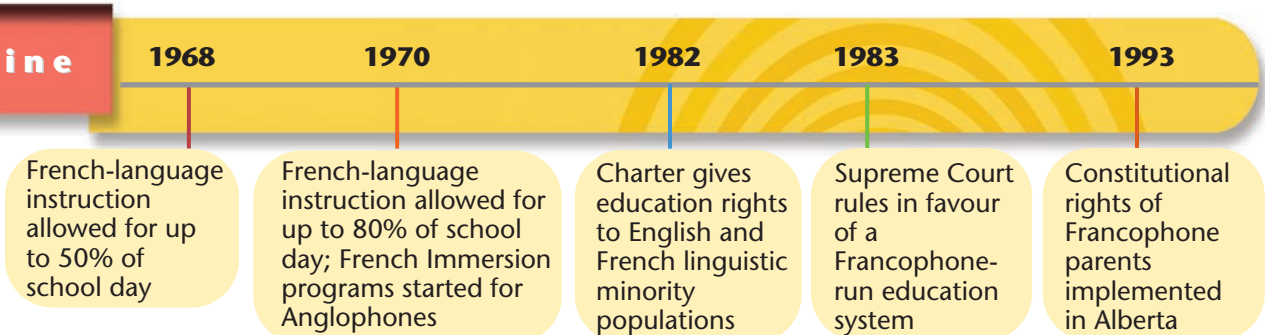 ine
1968
1970
1982
1983
1993
French-language
instruction
allowed for up
to 50% of
school day
French-language
instruction allowed for
up to 80% of school
day; French Immersion
programs started for
Anglophones
Charter gives
education rights
to English and
French linguistic
minority
populations
Supreme Court
rules in favour
of a
Francophone-
run education
system
Constitutional
rights of
Francophone
parents
implemented
in Alberta